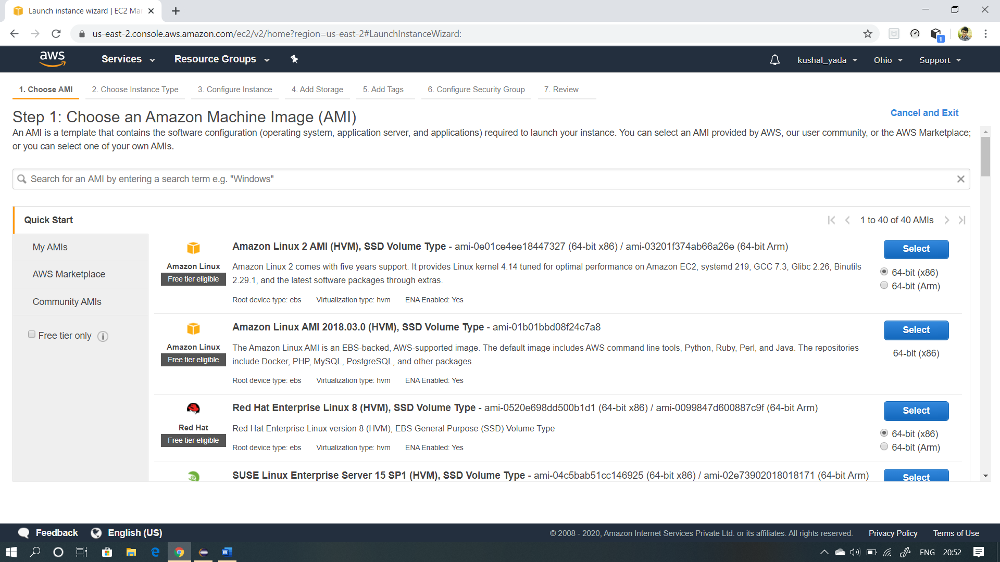 Launch instance wizard | EC2 Mar
us-east-2.console.aws.amazon.com/ec2/v2/home?region=us-east-2#LaunchInstanceWizard:
1
aws
Services
Resource Groups
kushal_yada
Ohio
Support
1. Choose AMI
2. Choose Instance Type
3. Configure Instance
4. Add Storage
5. Add Tags
6. Configure Security Group
7. Review
Step 1: Choose an Amazon Machine Image (AMI)
Cancel and Exit
An AMI is a template that contains the software configuration (operating system, application server, and applications) required to launch your instance. You can select an AMI provided by AWS, our user community, or the AWS Marketplace;
or you can select one of your own AMIs.
Search for an AMI by entering a search term e.g. "Windows"
Quick Start
My AMIs
AWS Marketplace
Community AMIs
Free tier only
1 to 40 of 40 AMIs
Amazon Linux
Free tier eligible
Amazon Linux 2 AMI (HVM), SSD Volume Type - ami-0e01ce4ee18447327 (64-bit x86) / ami-03201f374ab66a26e (64-bit Arm)
Amazon Linux 2 comes with five years support. It provides Linux kernel 4.14 tuned for optimal performance on Amazon EC2, systemd 219, GCC 7.3, Glibc 2.26, Binutils
2.29.1, and the latest software packages through extras.
Root device type: ebs Virtualization type: hvm ENA Enabled: Yes
Select
64-bit (x86)
64-bit (Arm)
Amazon Linux
Free tier eligible
Amazon Linux AMI 2018.03.0 (HVM), SSD Volume Type - ami-01b01bbd08f24c7a8
The Amazon Linux AMI is an EBS-backed, AWS-supported image. The default image includes AWS command line tools, Python, Ruby, Perl, and Java. The repositories
include Docker, PHP, MySQL, PostgreSQL, and other packages.
Root device type: ebs Virtualization type: hvm ENA Enabled: Yes
Select
64-bit (x86)
Red Hat
Free tier eligible
Red Hat Enterprise Linux 8 (HVM), SSD Volume Type - ami-0520e698dd500b1d1 (64-bit x86) / ami-0099847d600887c9f (64-bit Arm)
Red Hat Enterprise Linux version 8 (HVM), EBS General Purpose (SSD) Volume Type
Root device type: ebs Virtualization type: hvm ENA Enabled: Yes
Select
64-bit (x86)
64-bit (Arm)
SUSE Linux Enterprise Server 15 SP1 (HVM), SSD Volume Type - ami-04c5bab51cc146925 (64-bit x86) / ami-02e73902018018171 (64-bit Arm)
Select
Feedback
English (US)
© 2008 - 2020, Amazon Internet Services Private Ltd. or its affiliates. All rights reserved.
Privacy Policy
Terms of Use
ENG
20:52